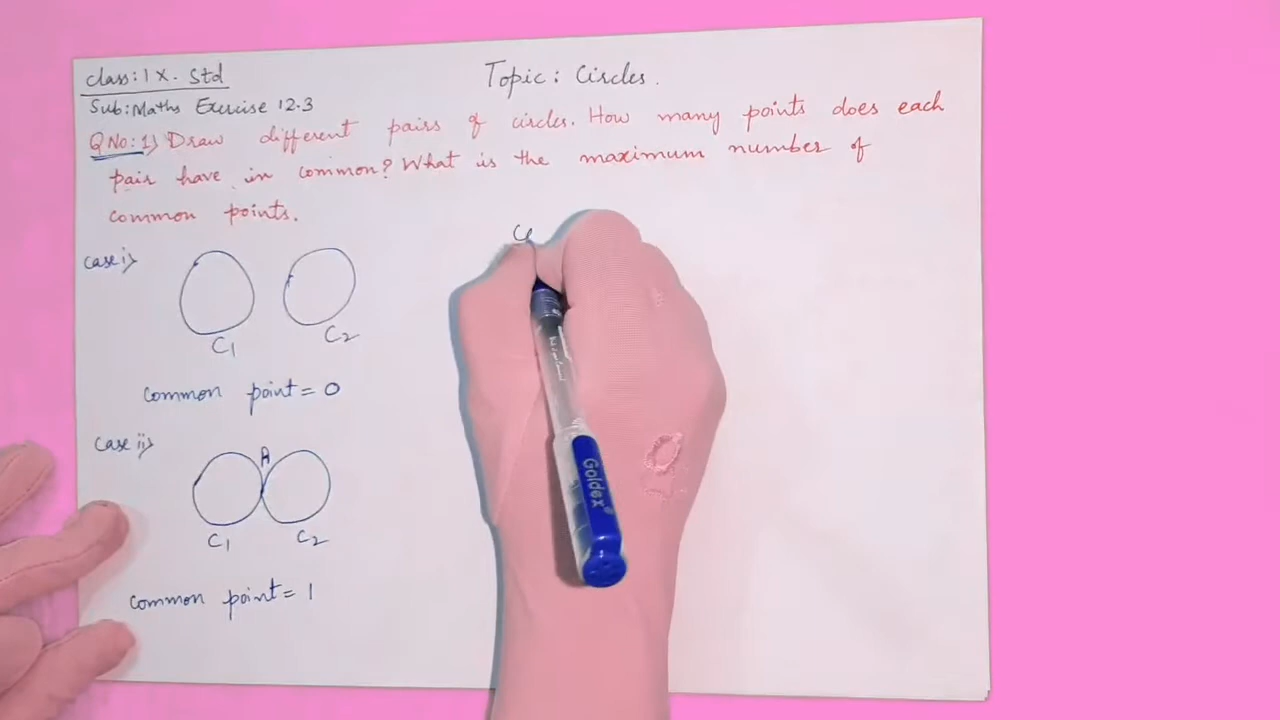 class: IX. Std
Topic: Circles.
Sub: Maths Exercise 12.3
Q No: 1) Draw different pairs of circles. How many points does each
pair have in common? What is the maximum number of
common points.
case i)
C1
C2
common point = 0
case ii)
A
C1
C2
common point = 1
Goldex